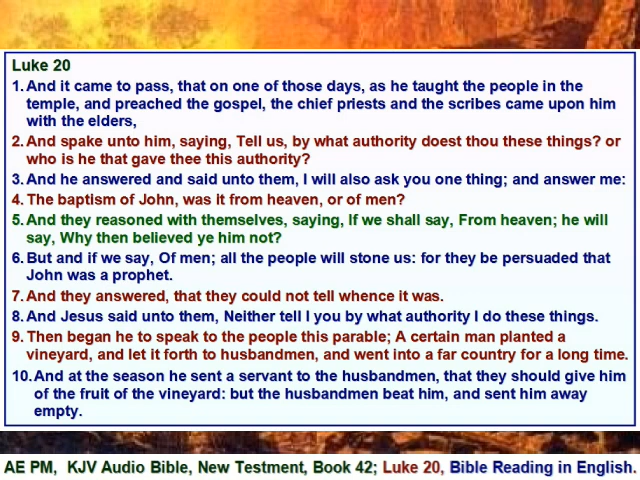 Luke 20
1. And it came to pass, that on one of those days, as he taught the people in the
temple, and preached the gospel, the chief priests and the scribes came upon him
with the elders,
2. And spake unto him, saying, Tell us, by what authority doest thou these things? or
who is he that gave thee this authority?
3. And he answered and said unto them, I will also ask you one thing; and answer me:
4. The baptism of John, was it from heaven, or of men?
5. And they reasoned with themselves, saying, If we shall say, From heaven; he will
say, Why then believed ye him not?
6. But and if we say, Of men; all the people will stone us: for they be persuaded that
John was a prophet.
7. And they answered, that they could not tell whence it was.
8. And Jesus said unto them, Neither tell I you by what authority I do these things.
9. Then began he to speak to the people this parable; A certain man planted a
vineyard, and let it forth to husbandmen, and went into a far country for a long time.
10. And at the season he sent a servant to the husbandmen, that they should give him
of the fruit of the vineyard: but the husbandmen beat him, and sent him away
empty.
AE PM, KJV Audio Bible, New Testment, Book 42; Luke 20, Bible Reading in English.